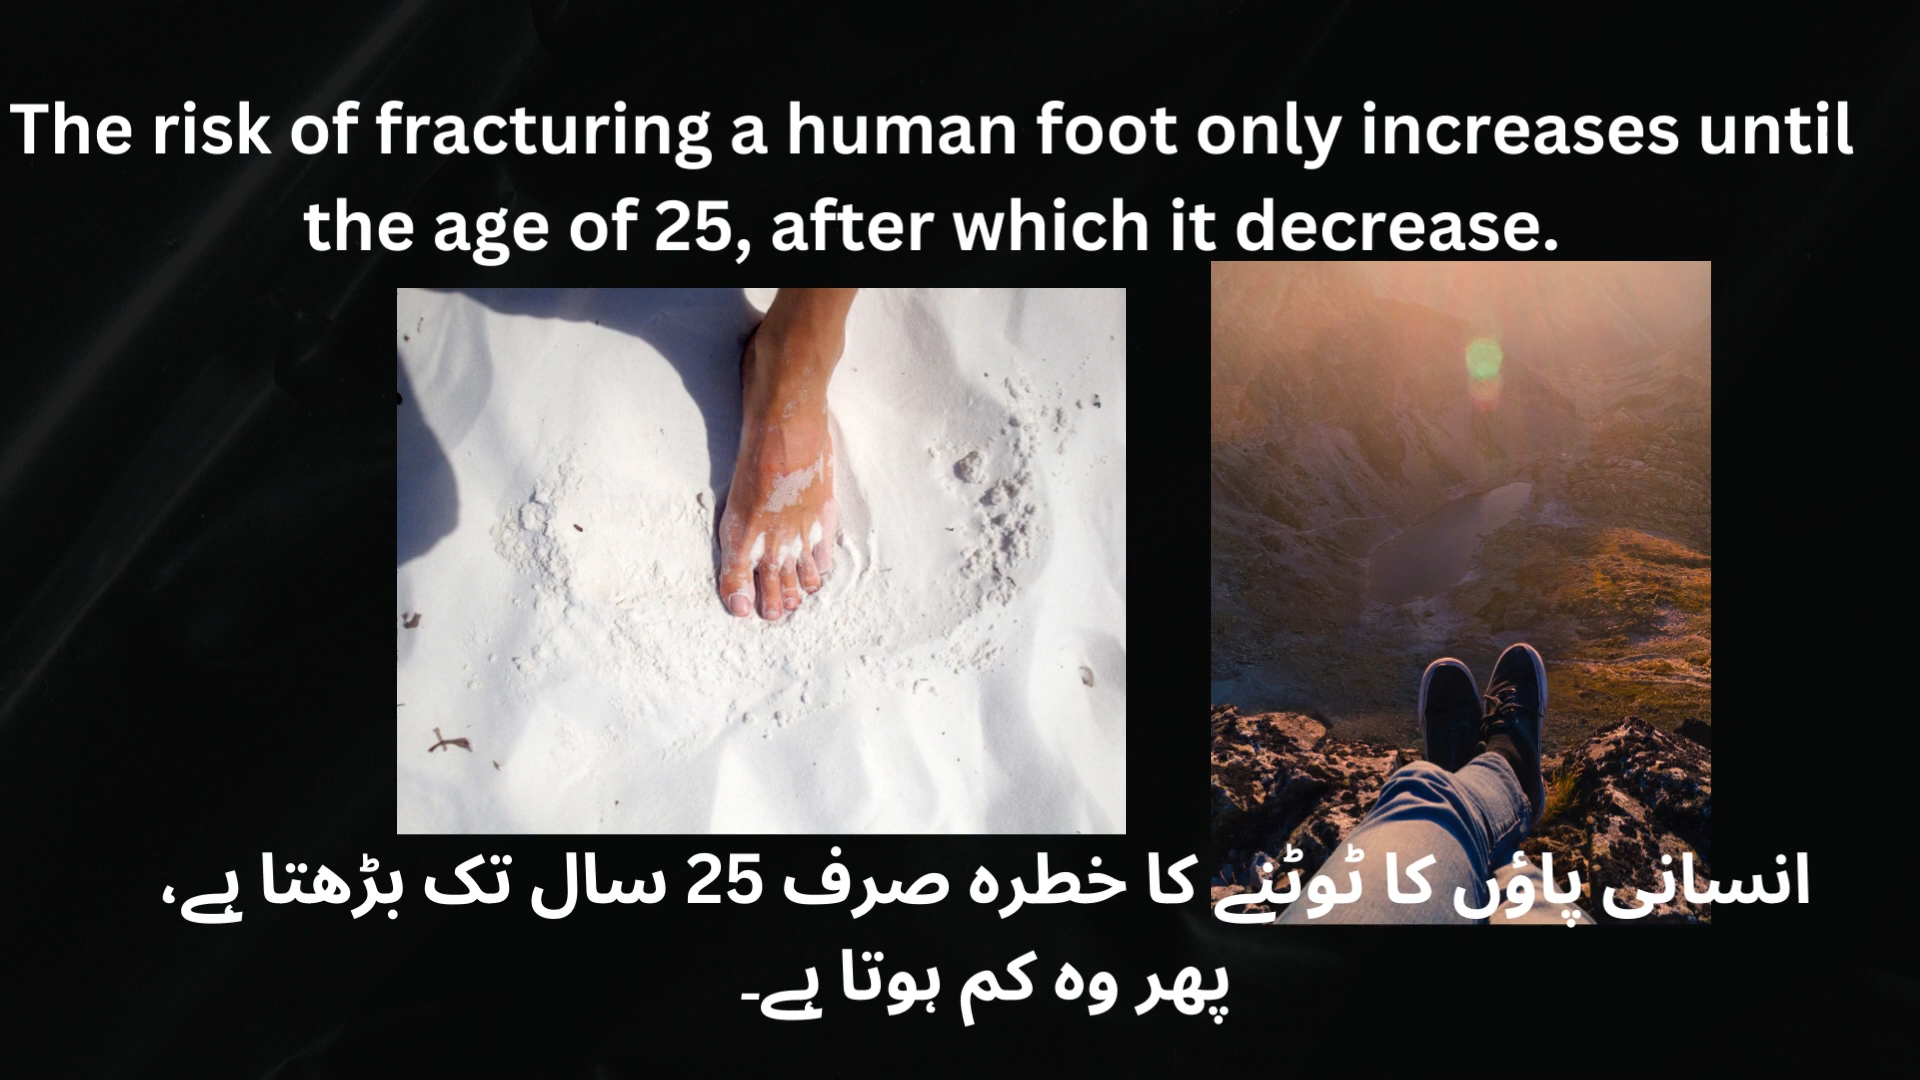 The risk of fracturing a human foot only increases until
the age of 25, after which it decrease.
انسانی پاؤں کا ٹوٹنے کا خطرہ صرف 25 سال تک بڑھتا ہے،
پھر وہ کم ہوتا ہے۔